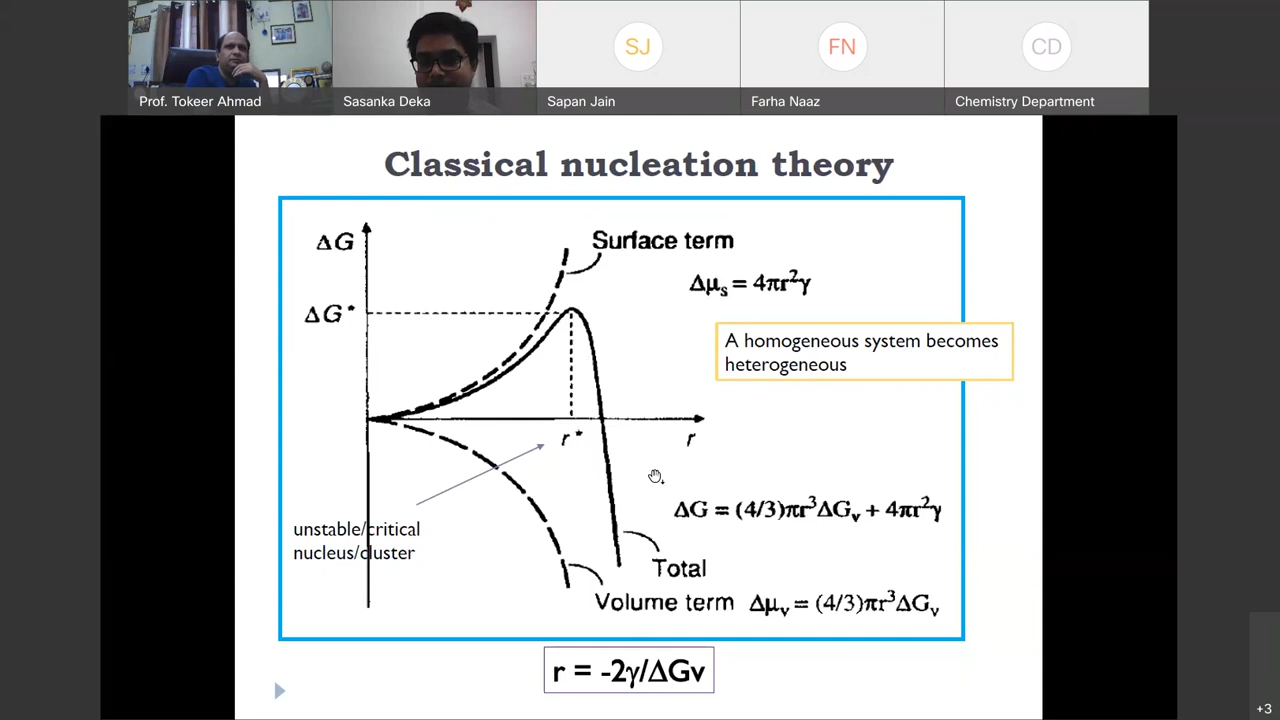 SJ
FN
CD
Prof. Tokeer Ahmad
Sasanka Deka
Sapan Jain
Farha Naaz
Chemistry Department
Classical nucleation theory
ΔG
Surface term
Δμₛ = 4πr²γ
ΔG*
A homogeneous system becomes
heterogeneous
r*
r
ΔG = (4/3)πr³ΔGᵥ + 4πr²γ
unstable/critical
nucleus/cluster
Total
Volume term
Δμᵥ = (4/3)πr³ΔGᵥ
r = -2γ/ΔGv
+3